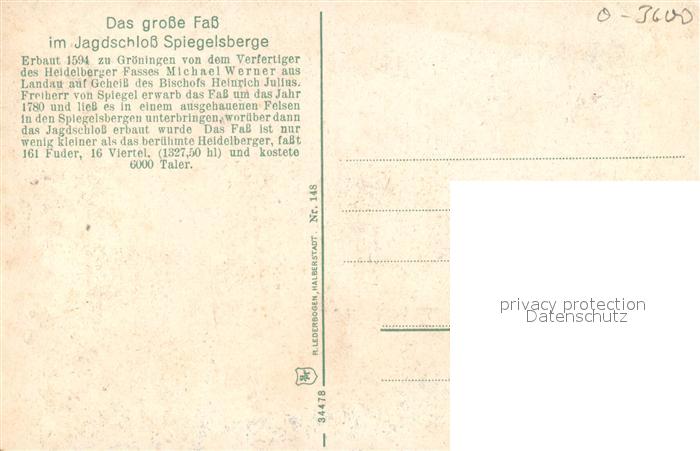 Das große Faß
im Jagdschloß Spiegelsberge
Erbaut 1594 zu Gröningen von dem Verfertiger
des Heidelberger Fasses Michael Werner aus
Landau auf Geheiß des Bischofs Heinrich Julius.
Freiherr von Spiegel erwarb das Faß um das Jahr
1780 und ließ es in einem ausgehauenen Felsen
in den Spiegelsbergen unterbringen, worüber dann
das Jagdschloß erbaut wurde Das Faß ist nur
wenig kleiner als das berühmte Heidelberger, faßt
161 Fuder, 16 Viertel, (1327,50 hl) und kostete
6000 Taler.
0-3600
R. LEDERBOGEN, HALBERSTADT. Nr. 148
34478
privacy protection
Datenschutz